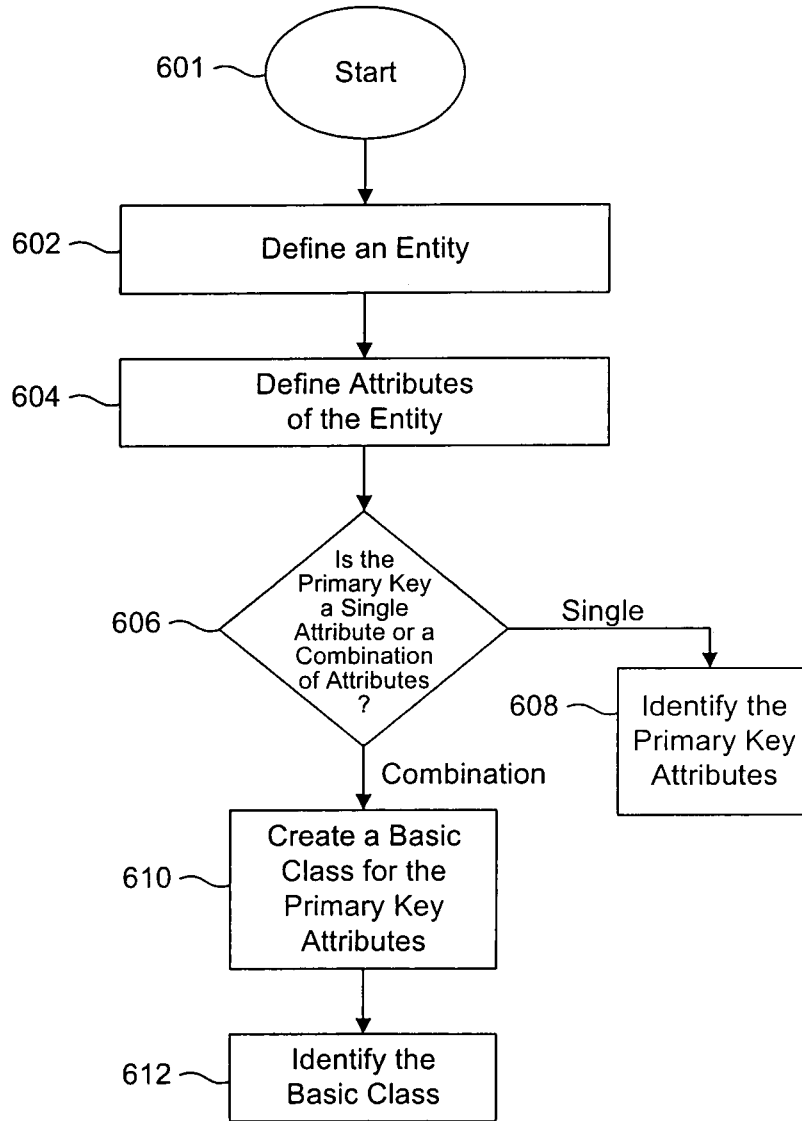 601
Start
602
Define an Entity
604
Define Attributes
of the Entity
606
Is the
Primary Key
a Single
Attribute or a
Combination
of Attributes
?
Single
608
Identify the
Primary Key
Attributes
Combination
610
Create a Basic
Class for the
Primary Key
Attributes
612
Identify the
Basic Class